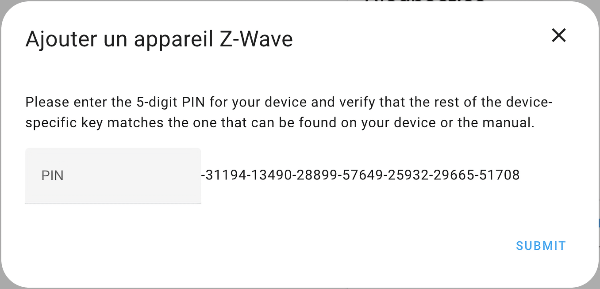 Ajouter un appareil Z-Wave
Please enter the 5-digit PIN for your device and verify that the rest of the device-
specific key matches the one that can be found on your device or the manual.
PIN -31194-13490-28899-57649-25932-29665-51708
SUBMIT